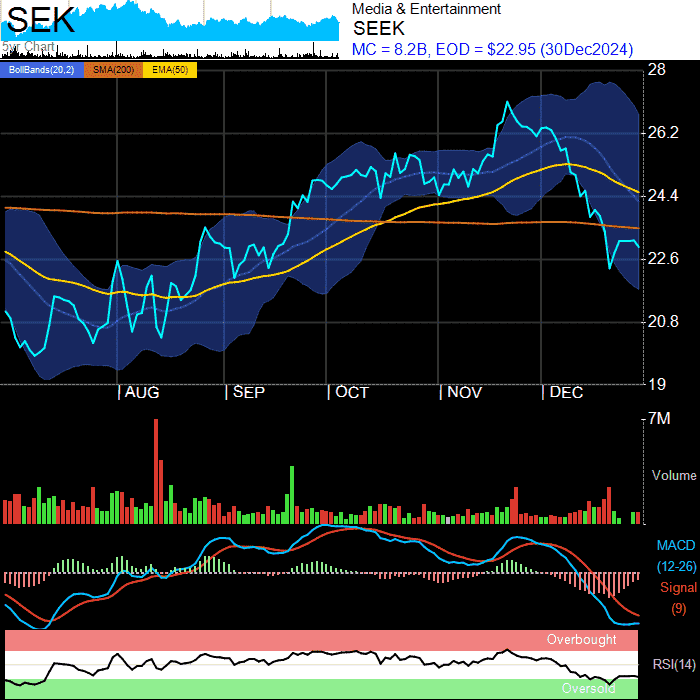 SEK
5yr Chart
Media & Entertainment
SEEK
MC = 8.2B, EOD = $22.95 (30Dec2024)
BollBands(20,2) SMA(200) EMA(50)
28
26.2
24.4
22.6
20.8
19
AUG SEP OCT NOV DEC
7M
Volume
MACD
(12-26)
Signal
(9)
Overbought
RSI(14)
Oversold